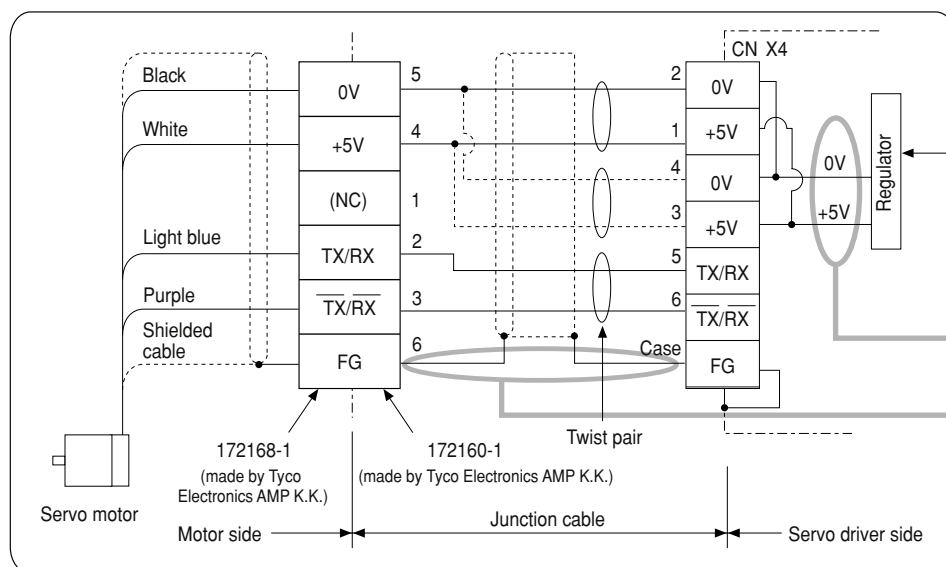 CN X4
Black 0V 5 2 0V
White +5V 4 1 +5V
(NC) 1 4 0V
3 +5V
Light blue TX/RX 2 5 TX/RX
Purple TX/RX 3 6 TX/RX
Shielded
cable
FG 6 Case FG
0V
+5V
Regulator
Twist pair
172168-1
(made by Tyco
Electronics AMP K.K.)
172160-1
(made by Tyco Electronics AMP K.K.)
Servo motor
Motor side
Junction cable
Servo driver side